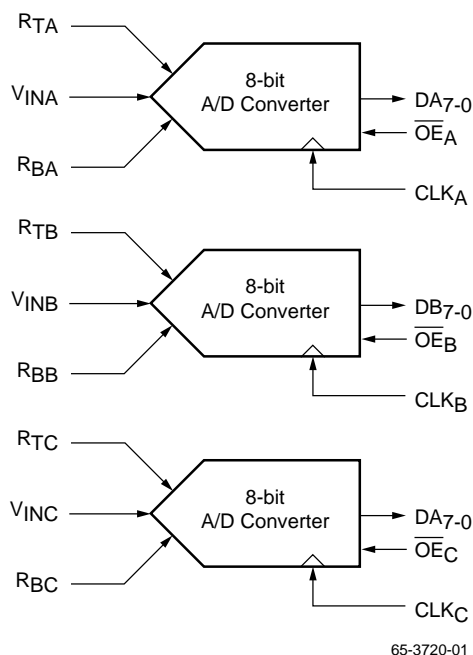 RTA
8-bit
A/D Converter
VINA
DA7-0
OEA
RBA
CLKA
RTB
8-bit
A/D Converter
VINB
DB7-0
OEB
RBB
CLKB
RTC
8-bit
A/D Converter
VINC
DA7-0
OEC
RBC
CLKC
65-3720-01